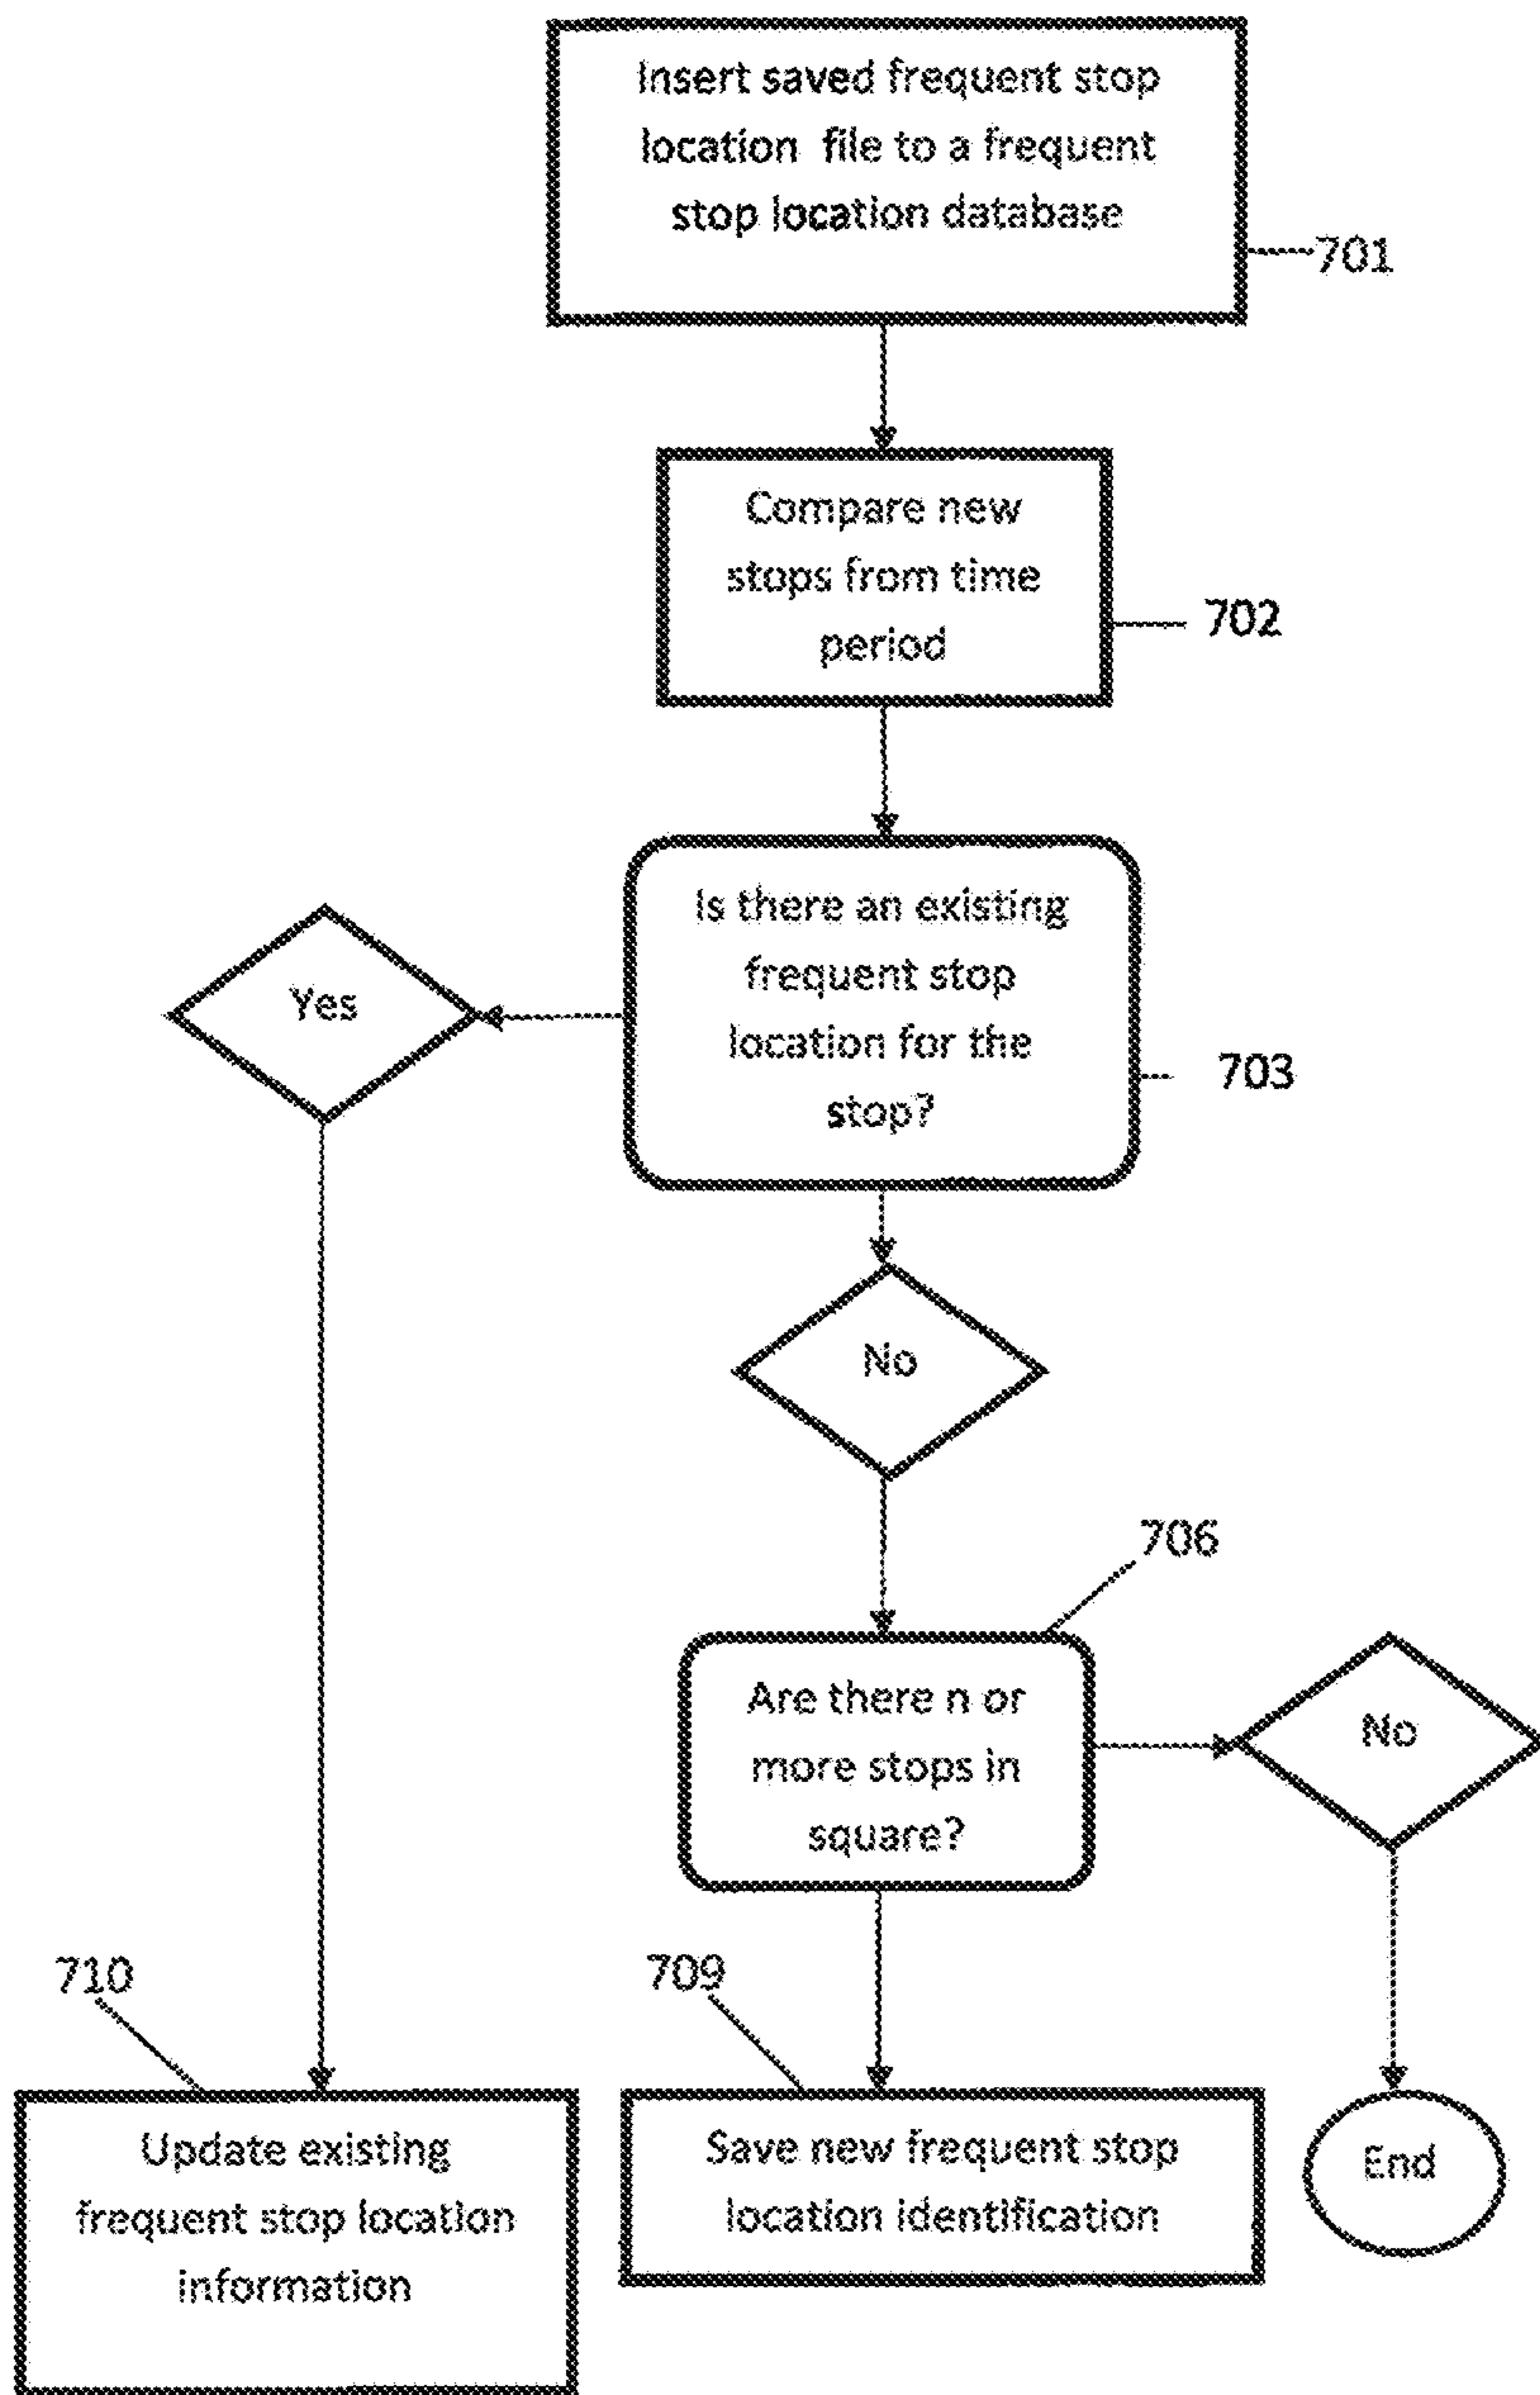 Insert saved frequent stop
location file to a frequent
stop location database
701
Compare new
stops from time
period
702
Is there an existing
frequent stop
location for the
stop?
703
Yes
No
706
Are there n or
more stops in
square?
No
710
709
Update existing
frequent stop location
information
Save new frequent stop
location identification
End